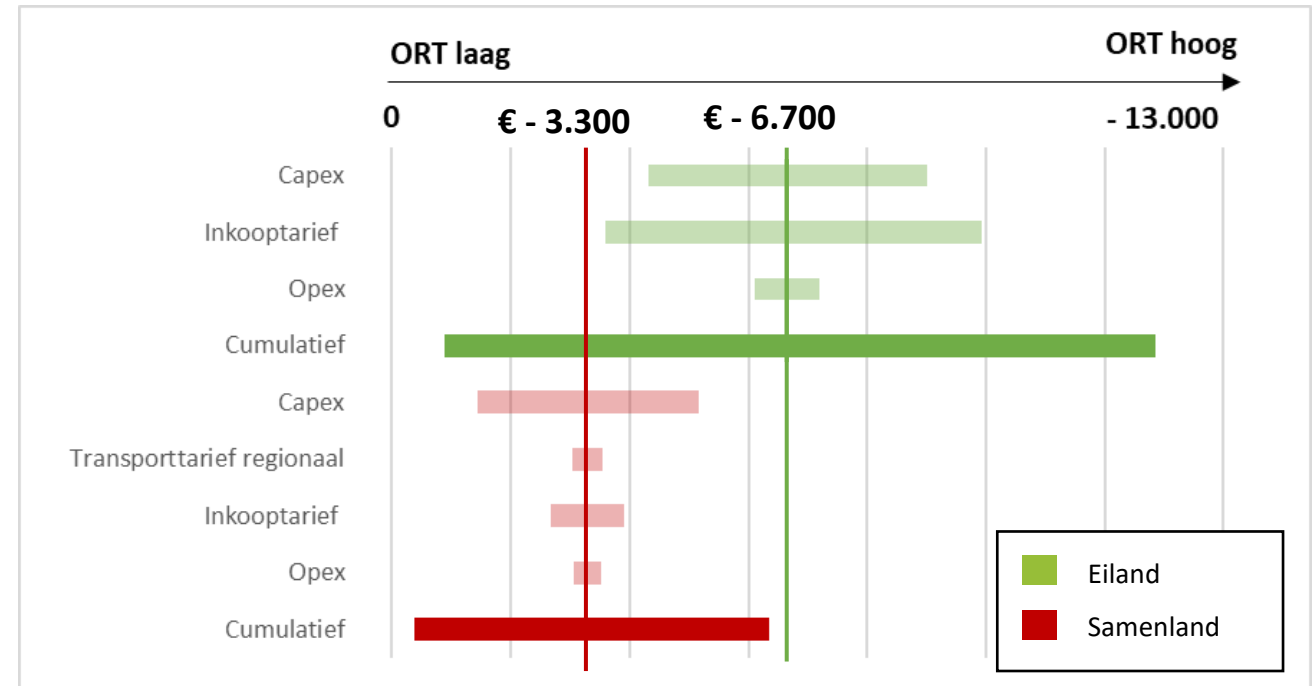 ORT laag
ORT hoog
0
€ - 3.300
€ - 6.700
- 13.000
Capex
Inkooptarief
Opex
Cumulatief
Capex
Transporttarief regionaal
Inkooptarief
Opex
Cumulatief
Eiland
Samenland